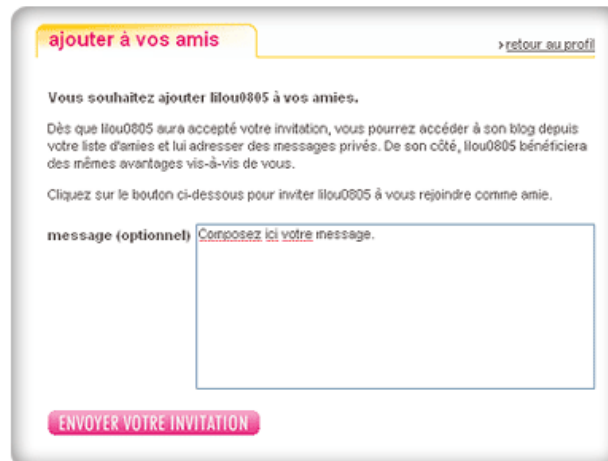 ajouter à vos amis
›retour au profil
Vous souhaitez ajouter lilou0805 à vos amies.
Dès que lilou0805 aura accepté votre invitation, vous pourrez accéder à son blog depuis
votre liste d'amies et lui adresser des messages privés. De son côté, lilou0805 bénéficiera
des mêmes avantages vis-à-vis de vous.
Cliquez sur le bouton ci-dessous pour inviter lilou0805 à vous rejoindre comme amie.
message (optionnel)
Composez ici votre message.
ENVOYER VOTRE INVITATION